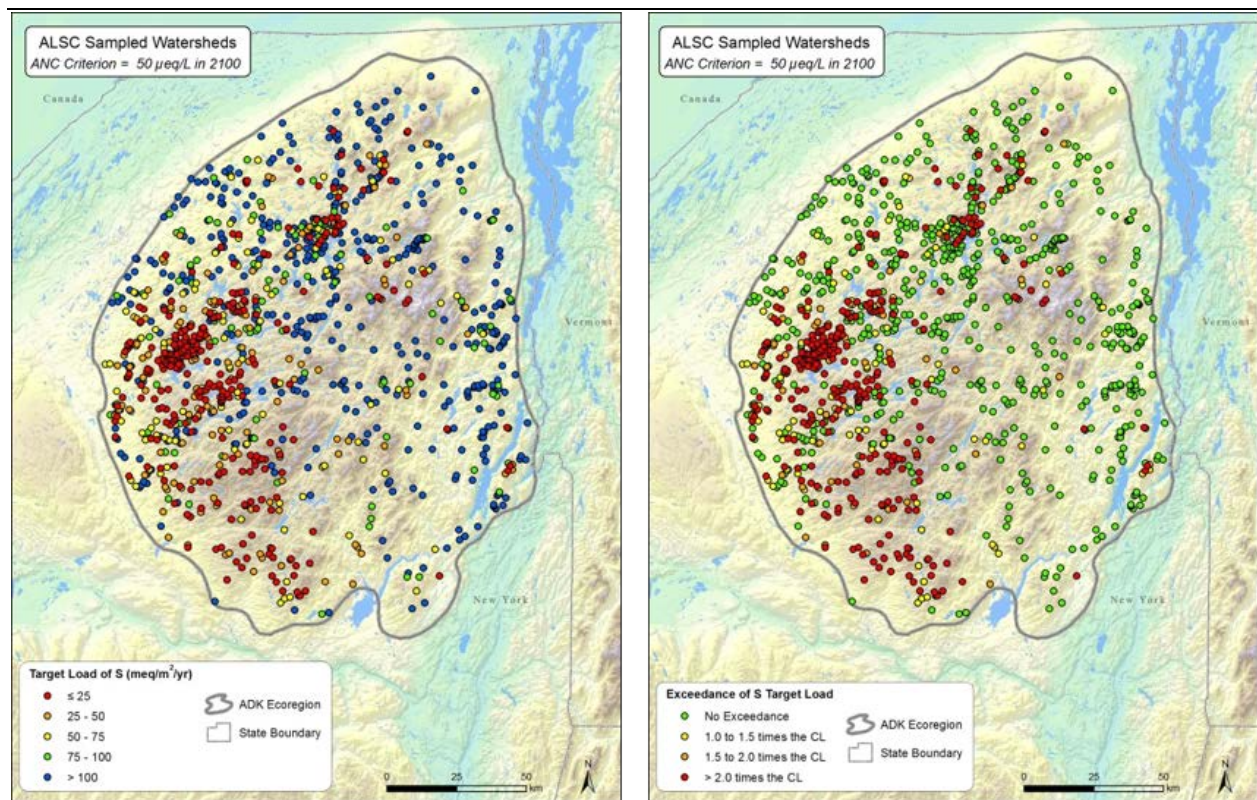 ALSC Sampled Watersheds
ANC Criterion = 50 µeq/L in 2100
Canada
Vermont
New York
Target Load of S (meq/m²/yr)
≤ 25
25 - 50
50 - 75
75 - 100
> 100
ADK Ecoregion
State Boundary
N
0 25 50
km
ALSC Sampled Watersheds
ANC Criterion = 50 µeq/L in 2100
Canada
Vermont
New York
Exceedance of S Target Load
No Exceedance
1.0 to 1.5 times the CL
1.5 to 2.0 times the CL
> 2.0 times the CL
ADK Ecoregion
State Boundary
N
0 25 50
km